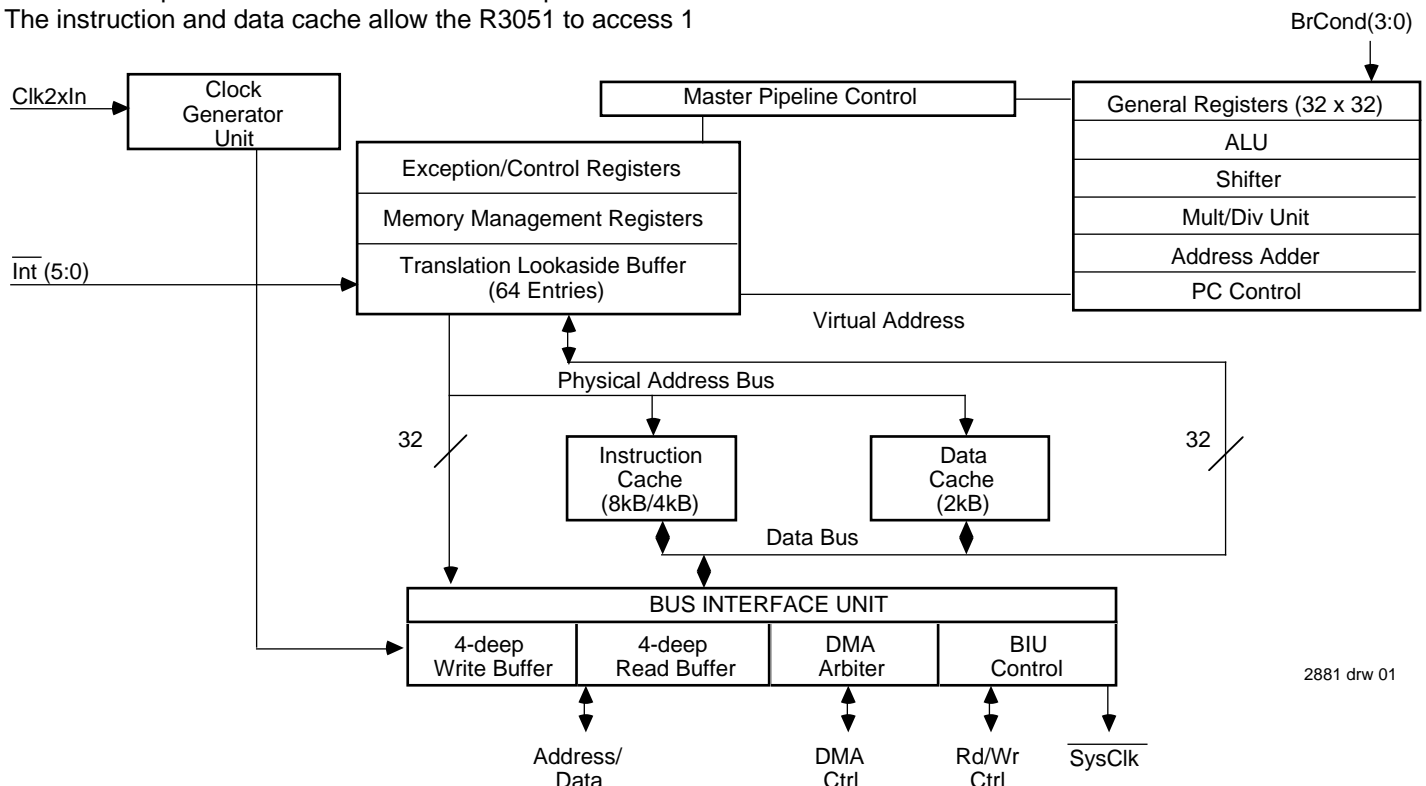 The instruction and data cache allow the R3051 to access 1
BrCond(3:0)
Clk2xIn
Clock
Generator
Unit
Master Pipeline Control
General Registers (32 x 32)
ALU
Shifter
Mult/Div Unit
Address Adder
PC Control
Exception/Control Registers
Memory Management Registers
Translation Lookaside Buffer
(64 Entries)
Int (5:0)
Virtual Address
Physical Address Bus
32
32
Instruction
Cache
(8kB/4kB)
Data
Cache
(2kB)
Data Bus
BUS INTERFACE UNIT
4-deep
Write Buffer
4-deep
Read Buffer
DMA
Arbiter
BIU
Control
2881 drw 01
Address/
Data
DMA
Ctrl
Rd/Wr
Ctrl
SysClk